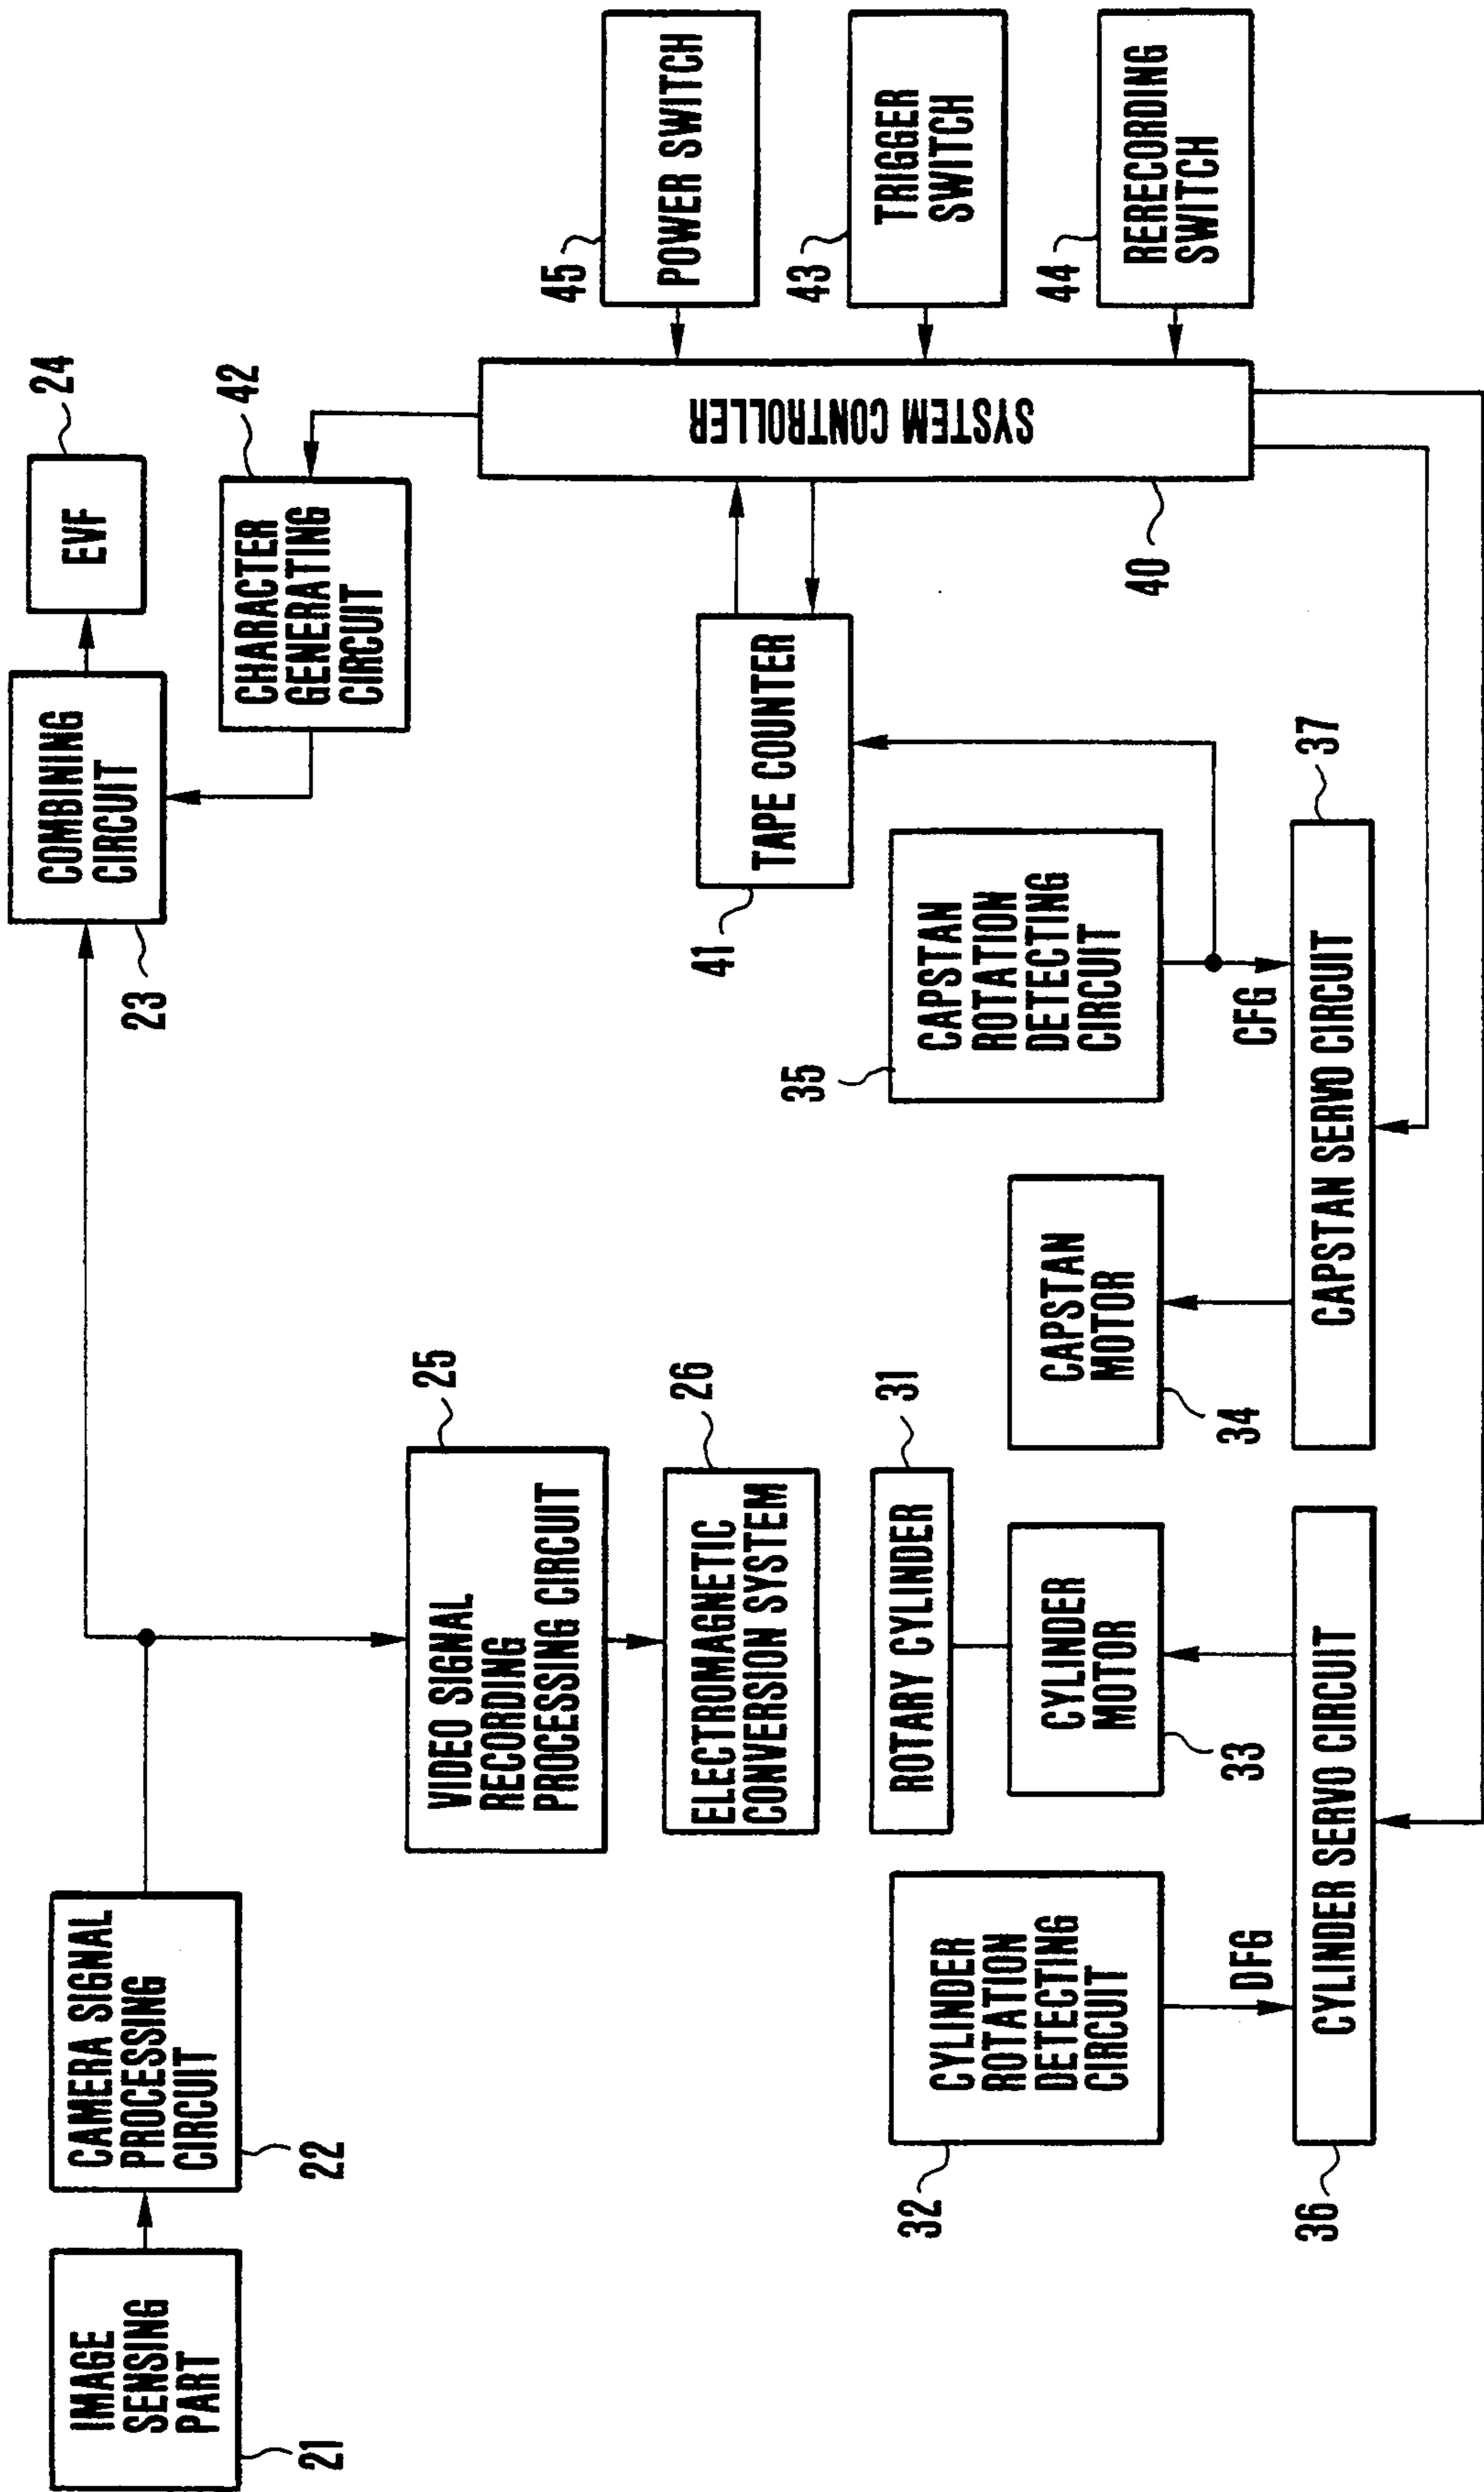 IMAGE
SENSING
PART
21
CAMERA SIGNAL
PROCESSING
CIRCUIT
22
COMBINING
CIRCUIT
23
EVF
24
CHARACTER
GENERATING
CIRCUIT
42
VIDEO SIGNAL
RECORDING
PROCESSING CIRCUIT
25
ELECTROMAGNETIC
CONVERSION SYSTEM
26
ROTARY CYLINDER
31
CYLINDER
ROTATION
DETECTING
CIRCUIT
32
DFG
CYLINDER
MOTOR
33
CYLINDER SERVO CIRCUIT
36
CAPSTAN
MOTOR
34
CAPSTAN
ROTATION
DETECTING
CIRCUIT
35
CFG
CAPSTAN SERVO CIRCUIT
37
TAPE COUNTER
41
SYSTEM CONTROLLER
40
POWER SWITCH
45
TRIGGER
SWITCH
43
RERECORDING
SWITCH
44